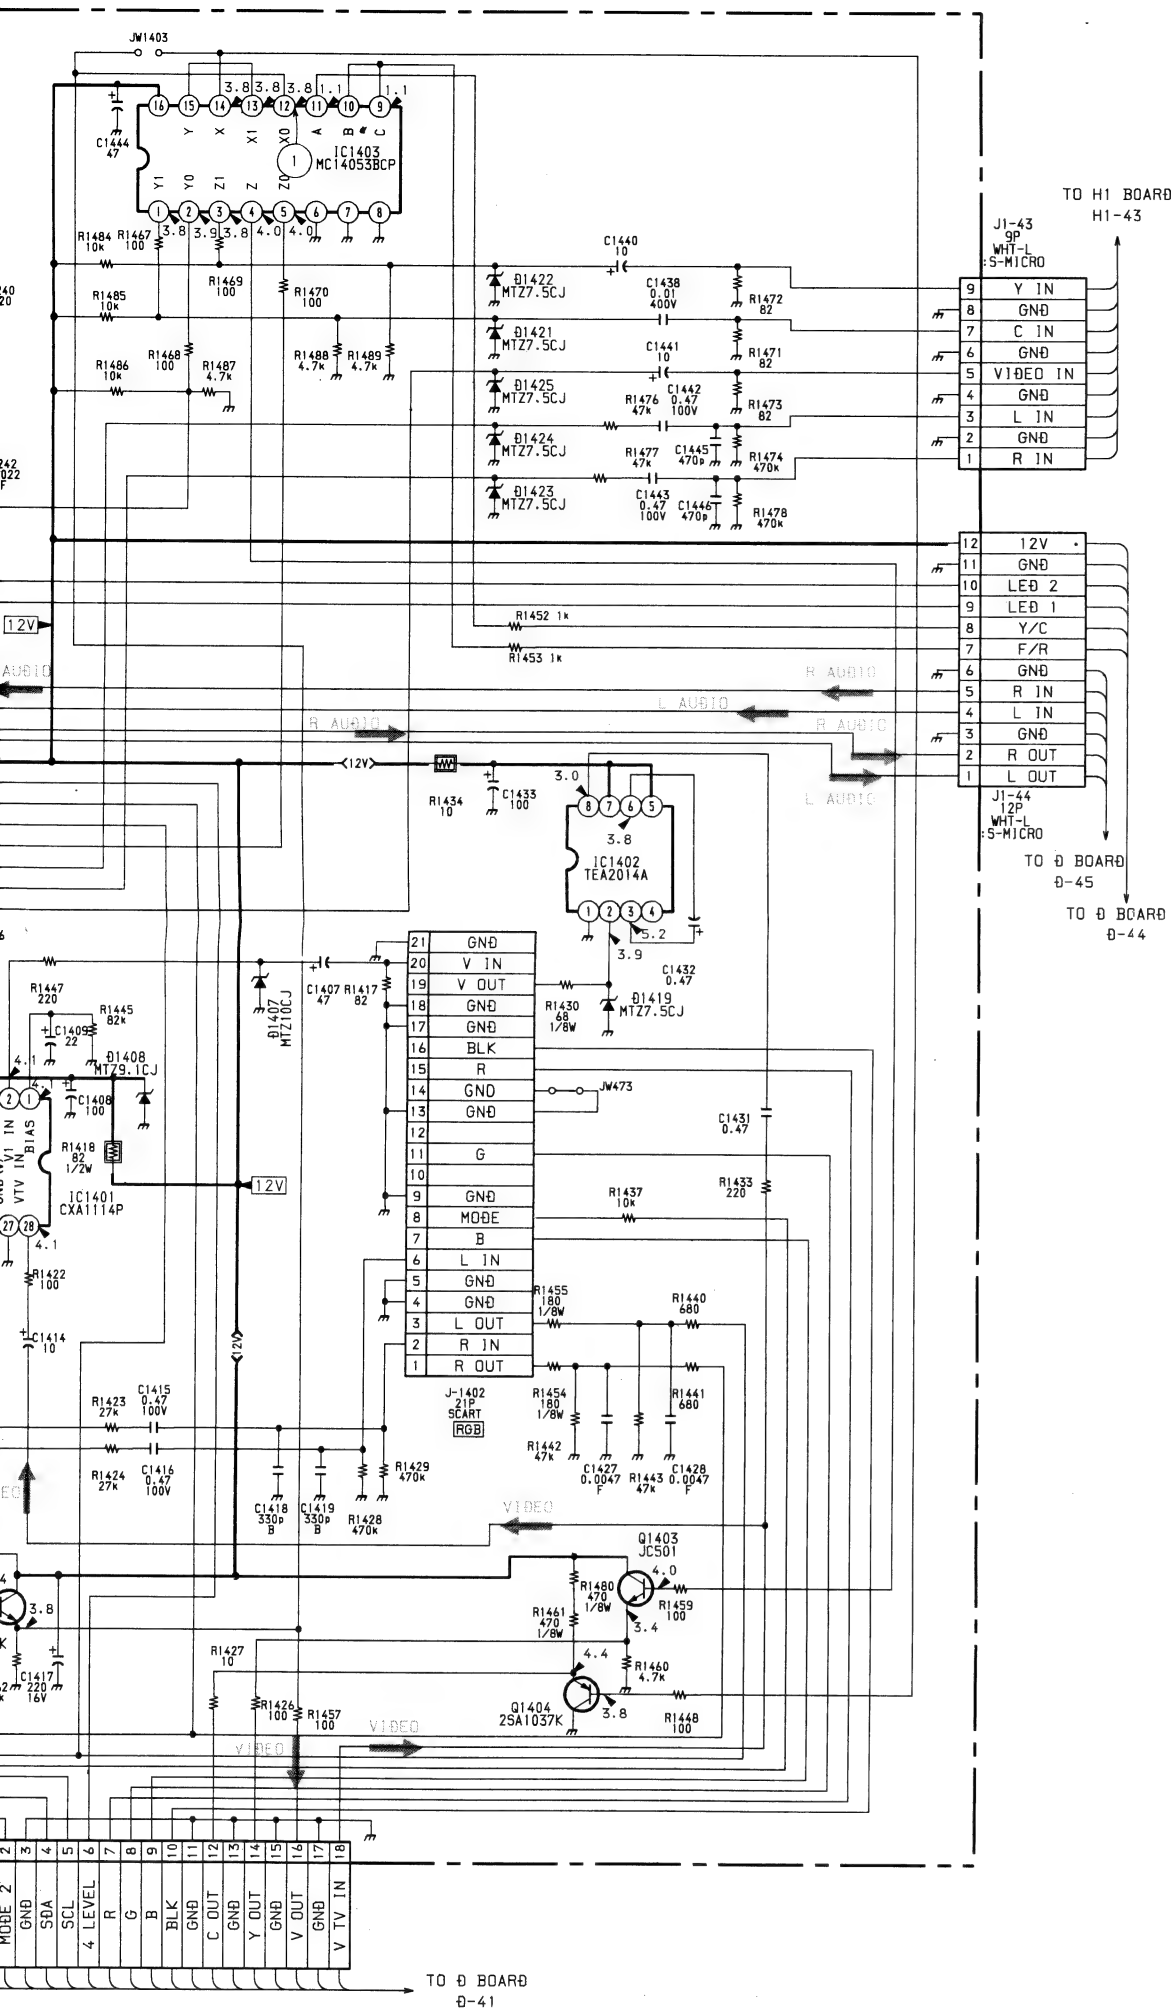 JW1403
3.8 3.8 3.8 1.1 1.1
16 15 14 13 12 11 10 9
C1444
47
Y X X1 X0 A B C
1
IC1403
MC14053BCP
Y1 Y0 Z1 Z Z0
1 2 3 4 5 6 7 8
3.8 3.9 3.8 4.0 4.0
R1484
10k
R1467
100
R1469
100
R1470
100
R1485
10k
R1486
10k
R1468
100
R1487
4.7k
R1488
4.7k
R1489
4.7k
D1422
MTZ7.5CJ
D1421
MTZ7.5CJ
D1425
MTZ7.5CJ
D1424
MTZ7.5CJ
D1423
MTZ7.5CJ
C1440
10
C1438
0.01
400V
C1441
10
C1442
0.47
100V
R1476
47k
R1477
47k
C1443
0.47
100V
C1445
470p
C1446
470p
R1472
82
R1471
82
R1473
82
R1474
470k
R1478
470k
TO H1 BOARD
H1-43
J1-43
9P
WHT-L
:S-MICRO
9 Y IN
8 GND
7 C IN
6 GND
5 VIDEO IN
4 GND
3 L IN
2 GND
1 R IN
240
20
242
022
F
12 12V
11 GND
10 LED 2
9 LED 1
8 Y/C
7 F/R
6 GND
5 R IN
4 L IN
3 GND
2 R OUT
1 L OUT
J1-44
12P
WHT-L
:S-MICRO
TO D BOARD
D-45
TO D BOARD
D-44
12V
R1452 1k
R1453 1k
AUDIO
R AUDIO
L AUDIO
R AUDIO
R AUDIO
L AUDIO
12V
R1434
10
C1433
100
3.0
8 7 6 5
3.8
IC1402
TEA2014A
1 2 3 4
5.2
3.9
C1432
0.47
D1419
MTZ7.5CJ
R1430
68
1/8W
21 GND
20 V IN
19 V OUT
18 GND
17 GND
16 BLK
15 R
14 GND
13 GND
12
11 G
10
9 GND
8 MODE
7 B
6 L IN
5 GND
4 GND
3 L OUT
2 R IN
1 R OUT
J-1402
21P
SCART
RGB
JW473
6
R1447
220
C1409
22
R1445
82k
D1407
MTZ10CJ
C1407
47
R1417
82
D1408
MTZ9.1CJ
4.1
4.1
2 1
C1408
100
V1 IN
BIAS
VTV IN
R1418
82
1/2W
IC1401
CXA1114P
12V
27 28
4.1
R1422
100
C1414
10
12V
C1431
0.47
R1433
220
R1437
10k
R1455
180
1/8W
R1440
680
R1454
180
1/8W
R1441
680
R1442
47k
C1427
0.0047
F
R1443
47k
C1428
0.0047
F
R1423
27k
C1415
0.47
100V
R1424
27k
C1416
0.47
100V
C1418
330p
B
C1419
330p
B
R1428
470k
R1429
470k
EO
VIDEO
Q1403
JC501
4.0
R1480
470
1/8W
R1459
100
3.4
R1461
470
1/8W
R1460
4.7k
4.4
Q1404
2SA1037K
3.8
R1448
100
4
3.8
K
C1417
220
16V
R1427
10
R1426
100
R1457
100
VIDEO
VIDEO
2 MODE 2
3 GND
4 SDA
5 SCL
6 4 LEVEL
7 R
8 G
9 B
10 BLK
11 GND
12 C OUT
13 GND
14 Y OUT
15 GND
16 V OUT
17 GND
18 V TV IN
TO D BOARD
D-41